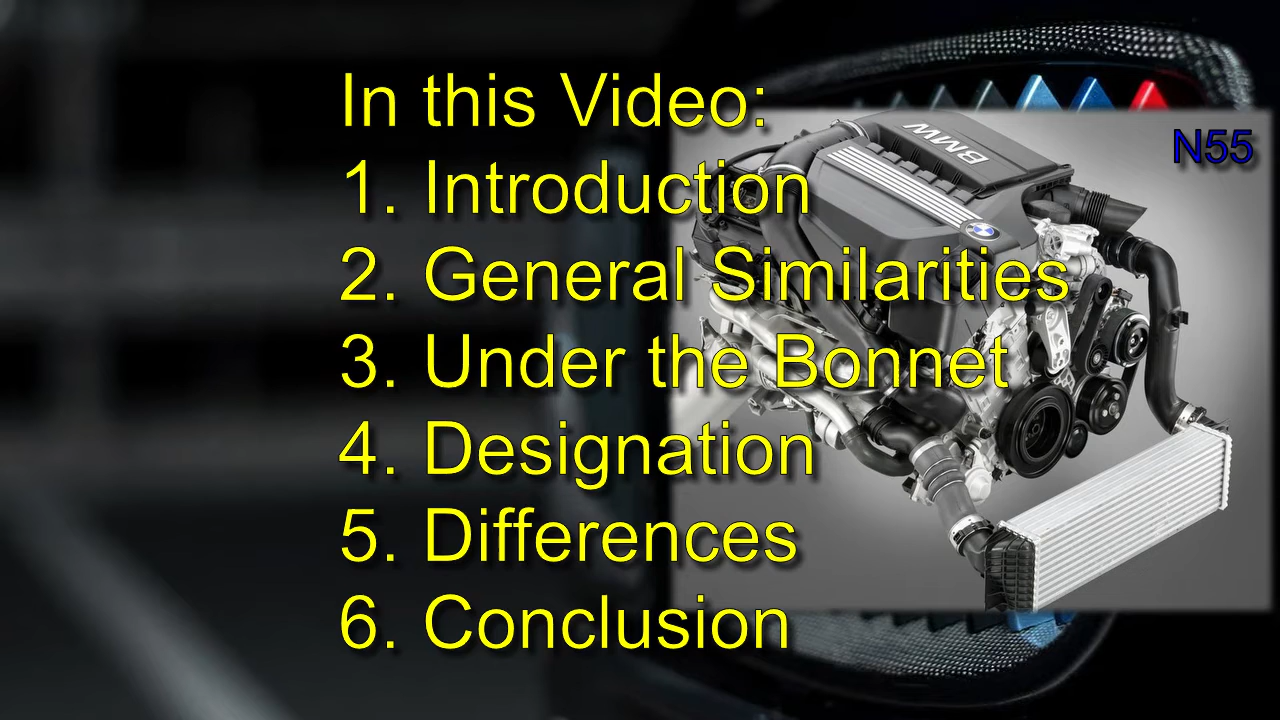 In this Video:
1. Introduction
2. General Similarities
3. Under the Bonnet
4. Designation
5. Differences
6. Conclusion
N55
BMW